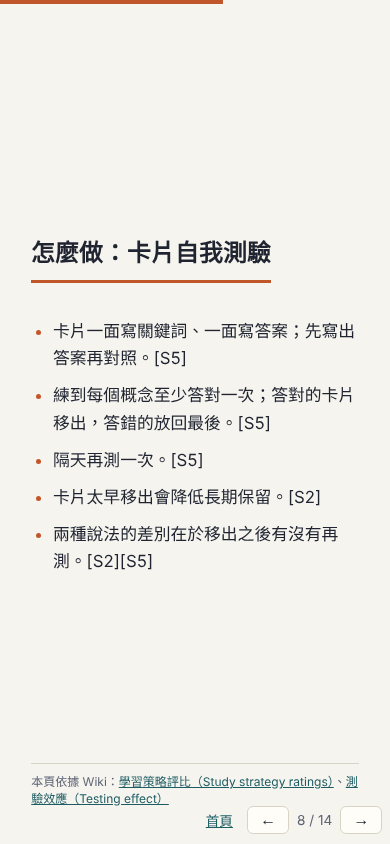 怎麼做：卡片自我測驗
卡片一面寫關鍵詞、一面寫答案；先寫出
答案再對照。[S5]
練到每個概念至少答對一次；答對的卡片
移出，答錯的放回最後。[S5]
隔天再測一次。[S5]
卡片太早移出會降低長期保留。[S2]
兩種說法的差別在於移出之後有沒有再
測。[S2][S5]
本頁依據 Wiki：學習策略評比（Study strategy ratings）、測
驗效應（Testing effect）
首頁 ← 8 / 14 →